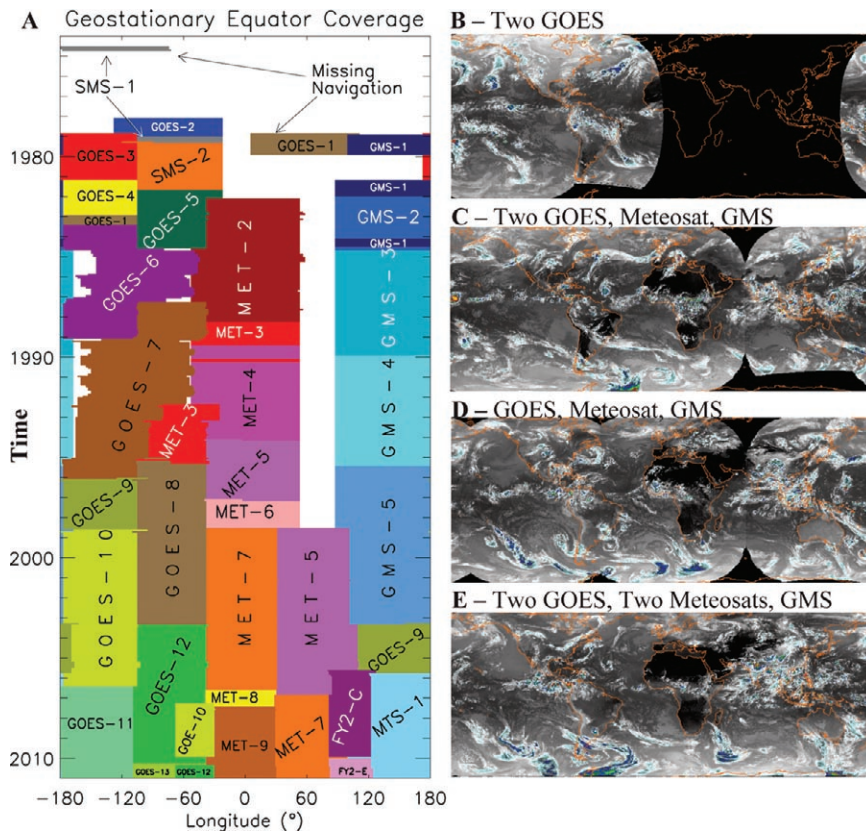 A
Geostationary Equator Coverage
SMS-1
Missing
Navigation
GOES-2
GOES-3
SMS-2
GOES-1
GMS-1
GOES-4
GOES-1
GOES-5
GMS-1
GMS-2
GMS-1
GOES-6
MET-2
GMS-3
MET-3
GOES-7
MET-4
GMS-4
MET-3
MET-5
GOES-9
GOES-8
MET-6
GMS-5
GOES-10
MET-7
MET-5
GOES-12
GOES-9
FY2-C
MET-8
GOE-10
GOES-11
MET-9
MET-7
MTS-1
GOES-13
GOES-12
FY2-E
1980
1990
2000
2010
Time
-180 -120 -60 0 60 120 180
Longitude (°)
B – Two GOES
C – Two GOES, Meteosat, GMS
D – GOES, Meteosat, GMS
E – Two GOES, Two Meteosats, GMS